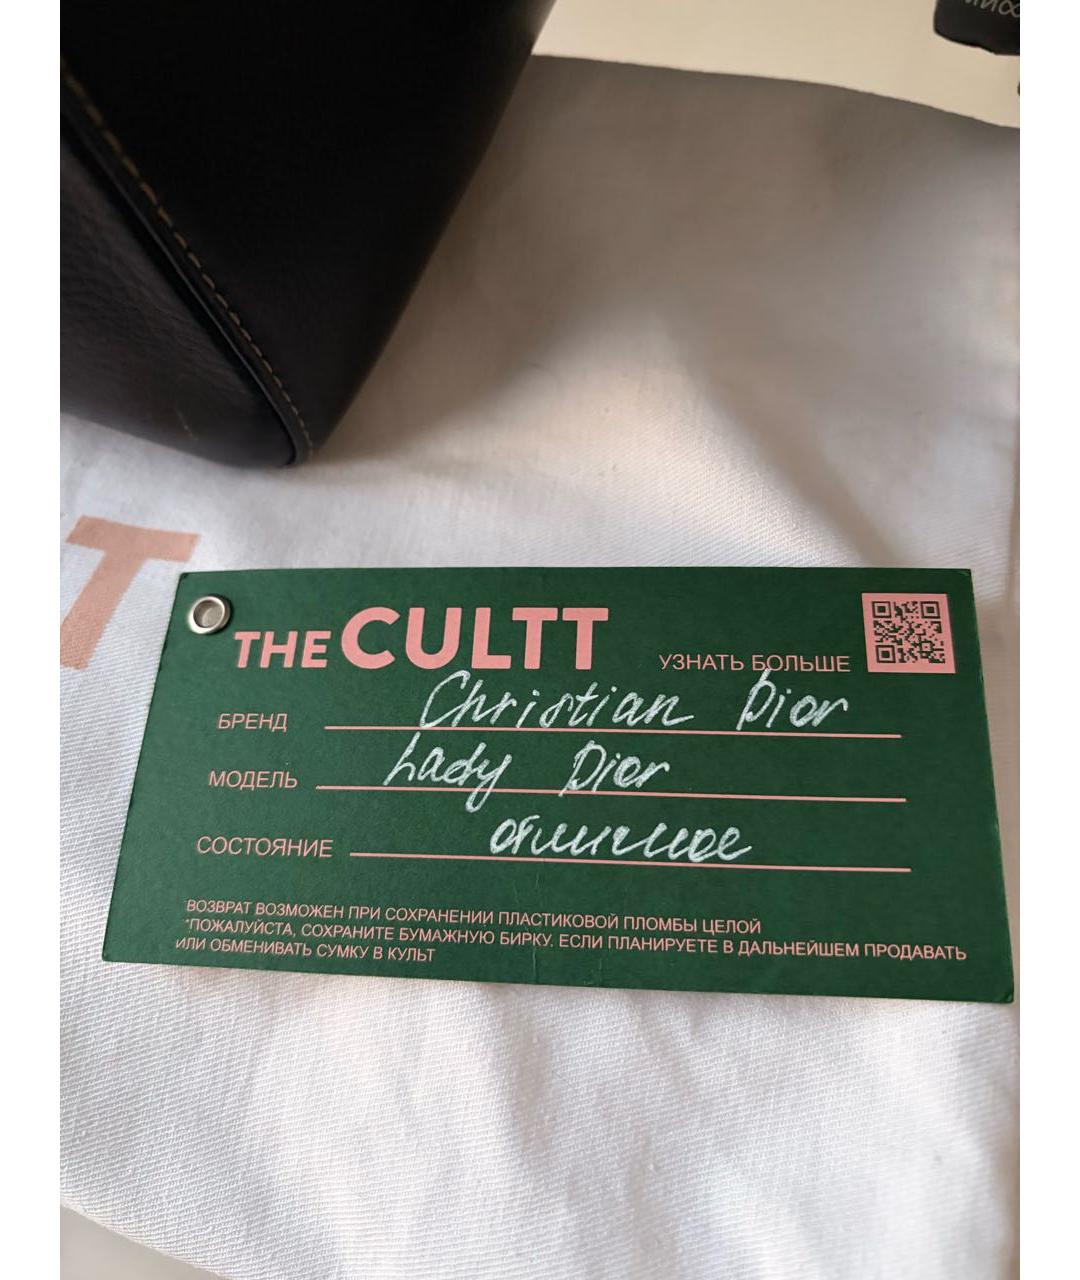 T
THE CULTT
УЗНАТЬ БОЛЬШЕ
БРЕНД Christian Dior
МОДЕЛЬ Lady Dior
СОСТОЯНИЕ отличное
ВОЗВРАТ ВОЗМОЖЕН ПРИ СОХРАНЕНИИ ПЛАСТИКОВОЙ ПЛОМБЫ ЦЕЛОЙ
*ПОЖАЛУЙСТА, СОХРАНИТЕ БУМАЖНУЮ БИРКУ. ЕСЛИ ПЛАНИРУЕТЕ В ДАЛЬНЕЙШЕМ ПРОДАВАТЬ
ИЛИ ОБМЕНИВАТЬ СУМКУ В КУЛЬТ